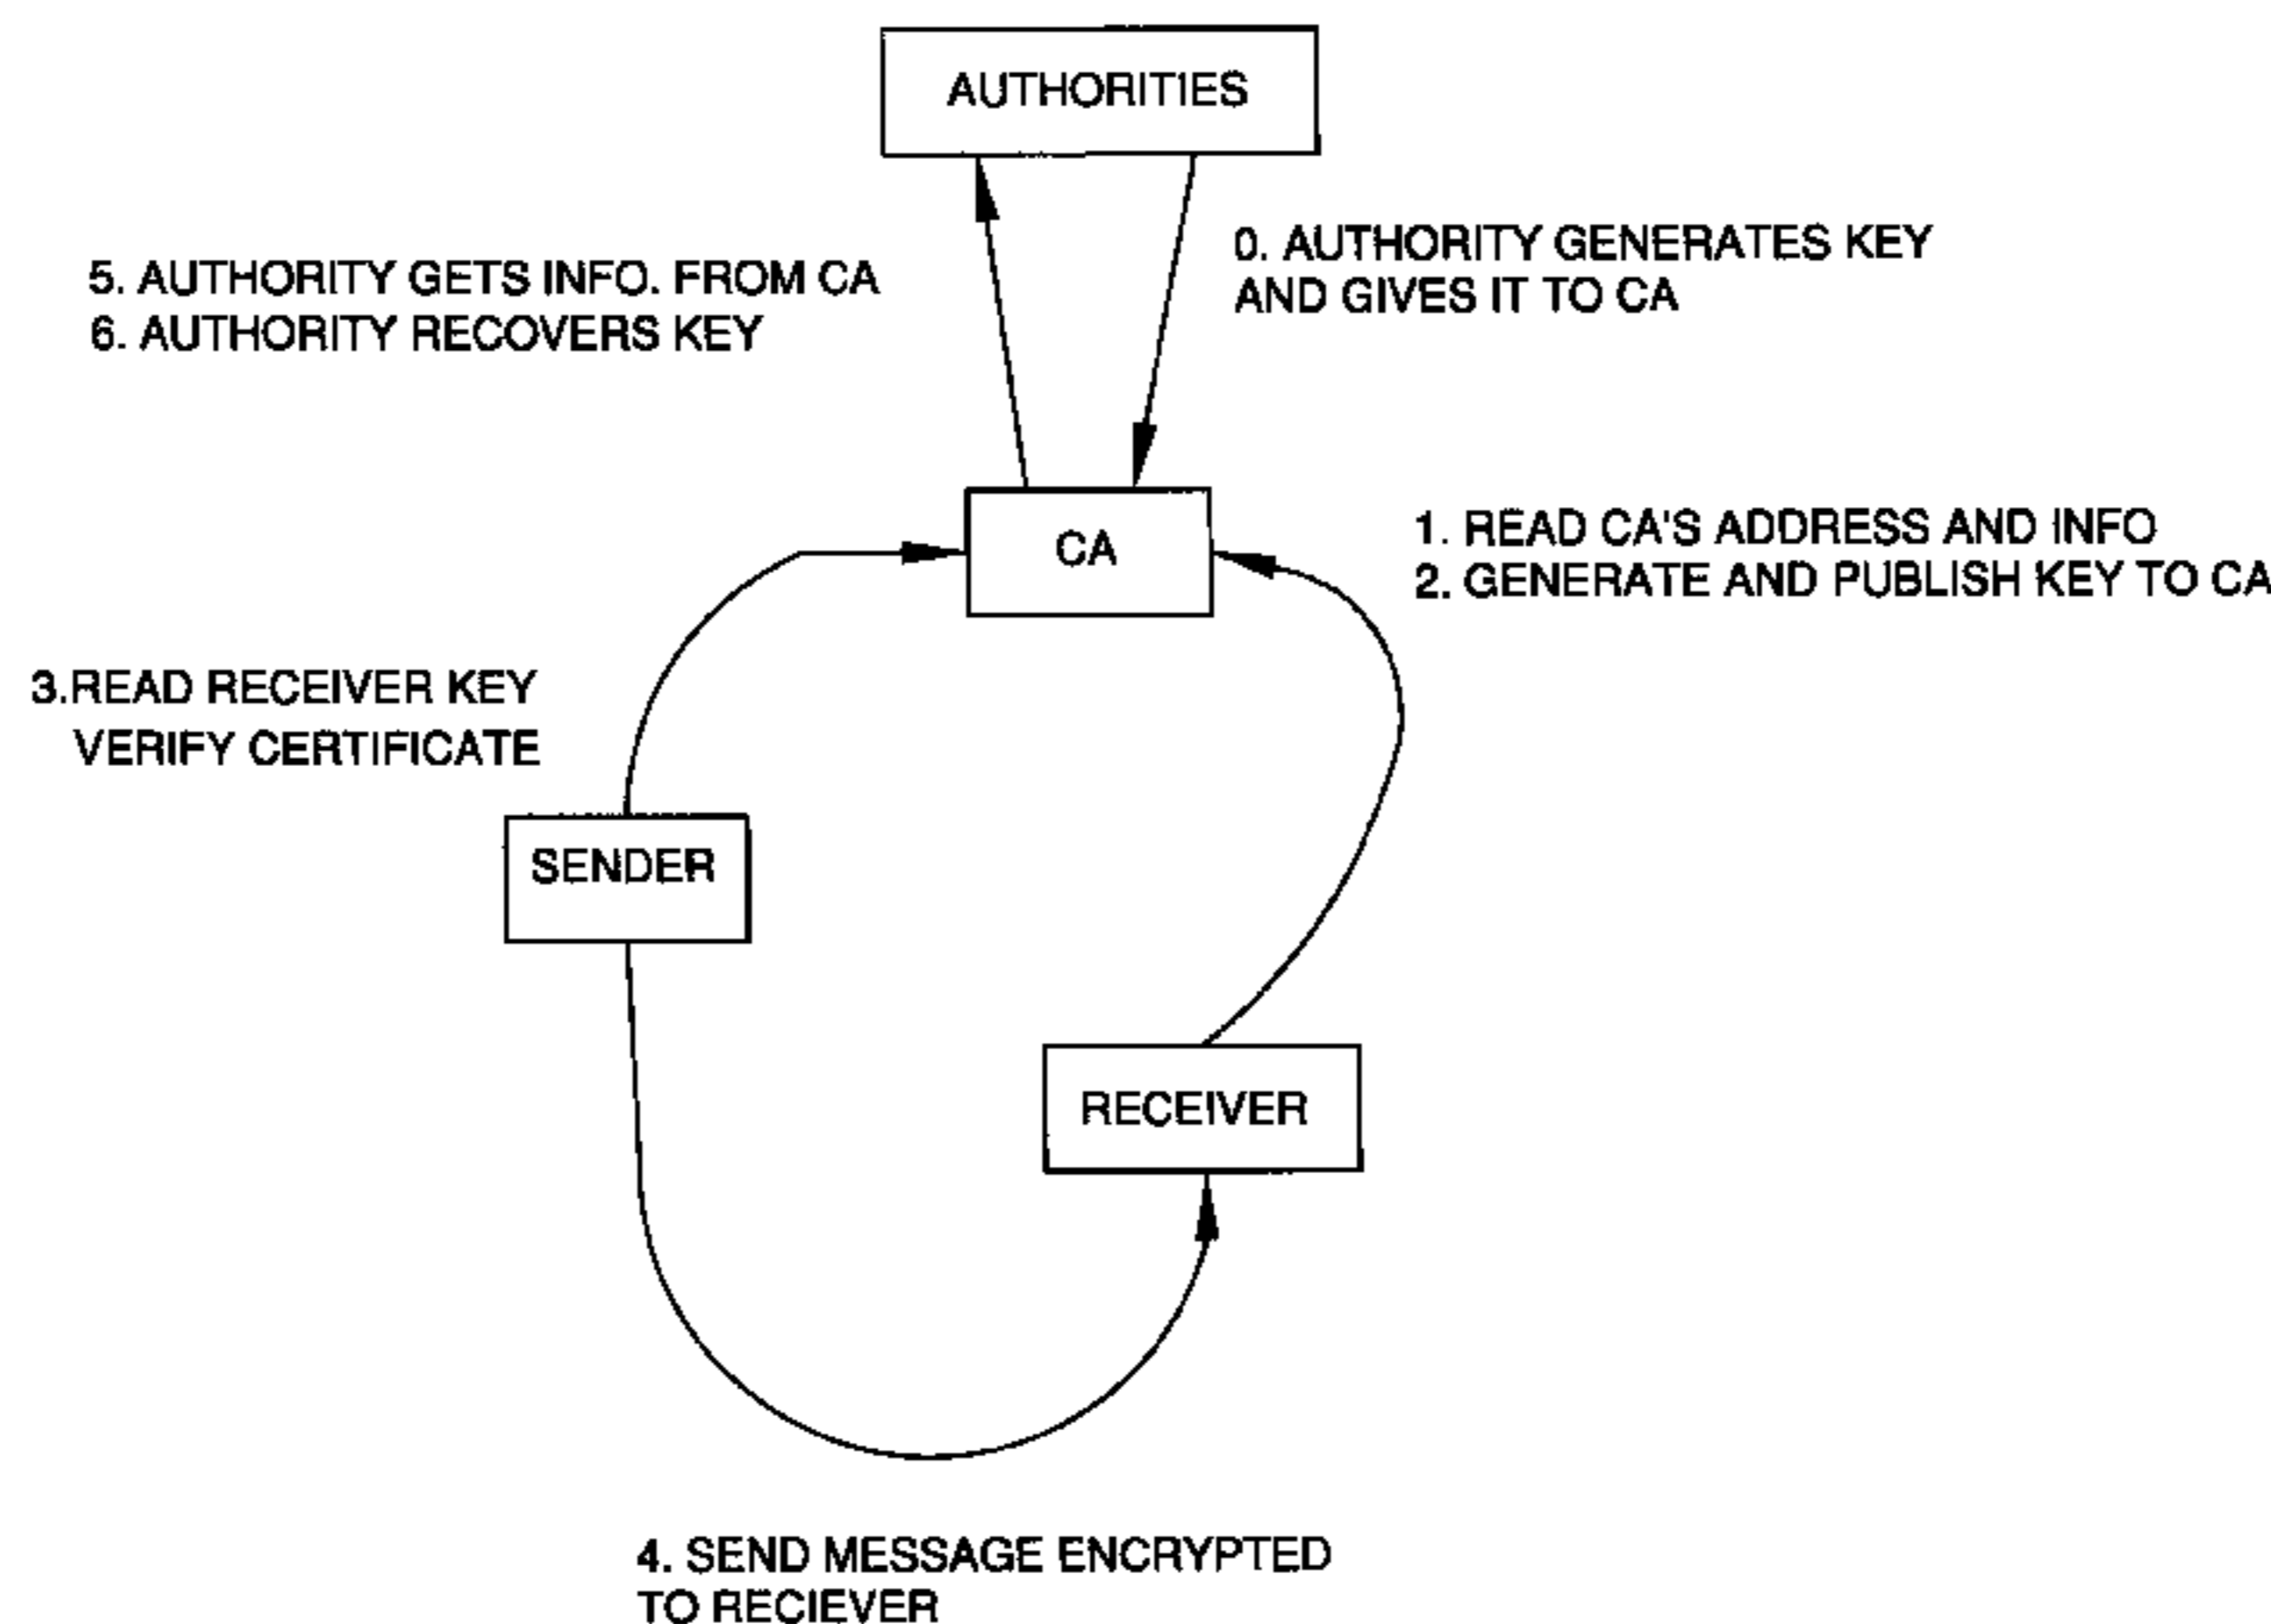 AUTHORITIES
0. AUTHORITY GENERATES KEY
AND GIVES IT TO CA
5. AUTHORITY GETS INFO. FROM CA
6. AUTHORITY RECOVERS KEY
CA
1. READ CA'S ADDRESS AND INFO
2. GENERATE AND PUBLISH KEY TO CA
3.READ RECEIVER KEY
VERIFY CERTIFICATE
SENDER
RECEIVER
4. SEND MESSAGE ENCRYPTED
TO RECIEVER